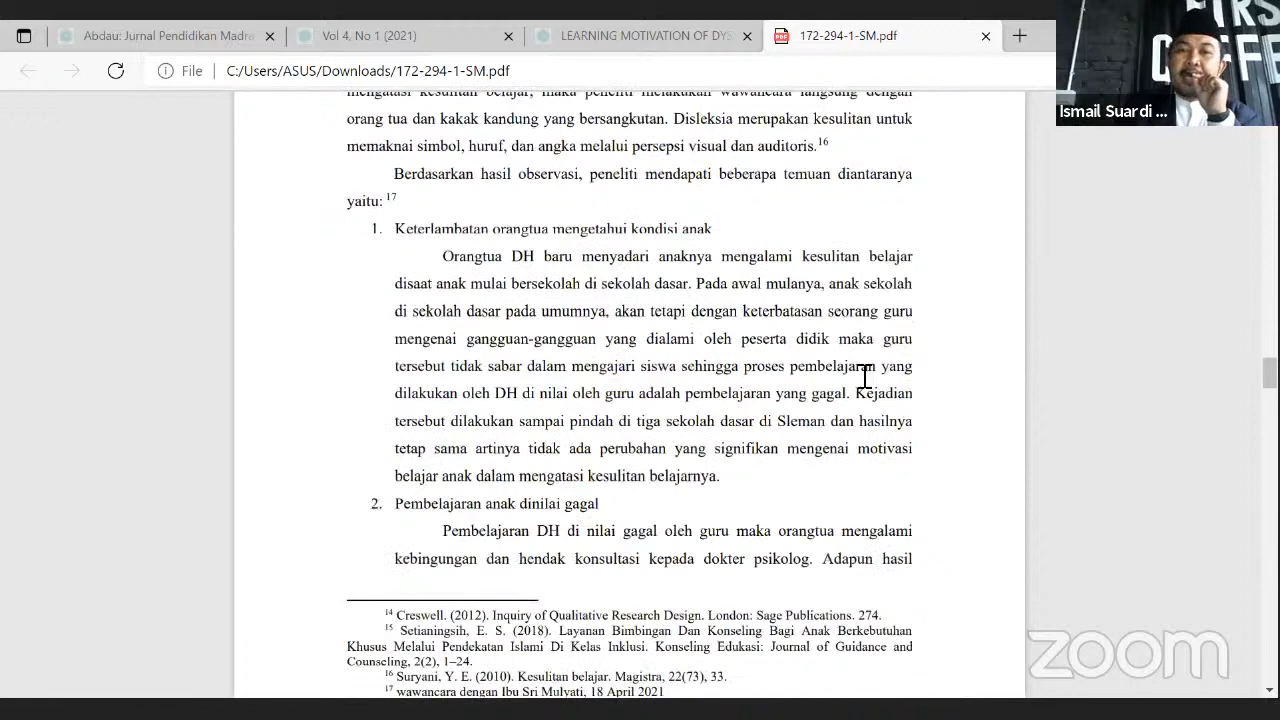 Abdau: Jurnal Pendidikan Madra
Vol 4, No 1 (2021)
LEARNING MOTIVATION OF DYS
172-294-1-SM.pdf
File
C:/Users/ASUS/Downloads/172-294-1-SM.pdf
COFFEE
Ismail Suardi ...
mengatasi kesulitan belajar, maka peneliti melakukan wawancara langsung dengan
orang tua dan kakak kandung yang bersangkutan. Disleksia merupakan kesulitan untuk
memaknai simbol, huruf, dan angka melalui persepsi visual dan auditoris.16
Berdasarkan hasil observasi, peneliti mendapati beberapa temuan diantaranya
yaitu: 17
1. Keterlambatan orangtua mengetahui kondisi anak
Orangtua DH baru menyadari anaknya mengalami kesulitan belajar
disaat anak mulai bersekolah di sekolah dasar. Pada awal mulanya, anak sekolah
di sekolah dasar pada umumnya, akan tetapi dengan keterbatasan seorang guru
mengenai gangguan-gangguan yang dialami oleh peserta didik maka guru
tersebut tidak sabar dalam mengajari siswa sehingga proses pembelajaran yang
dilakukan oleh DH di nilai oleh guru adalah pembelajaran yang gagal. Kejadian
tersebut dilakukan sampai pindah di tiga sekolah dasar di Sleman dan hasilnya
tetap sama artinya tidak ada perubahan yang signifikan mengenai motivasi
belajar anak dalam mengatasi kesulitan belajarnya.
2. Pembelajaran anak dinilai gagal
Pembelajaran DH di nilai gagal oleh guru maka orangtua mengalami
kebingungan dan hendak konsultasi kepada dokter psikolog. Adapun hasil
14 Creswell. (2012). Inquiry of Qualitative Research Design. London: Sage Publications. 274.
15 Setianingsih, E. S. (2018). Layanan Bimbingan Dan Konseling Bagi Anak Berkebutuhan
Khusus Melalui Pendekatan Islami Di Kelas Inklusi. Konseling Edukasi: Journal of Guidance and
Counseling, 2(2), 1–24.
16 Suryani, Y. E. (2010). Kesulitan belajar. Magistra, 22(73), 33.
17 wawancara dengan Ibu Sri Mulyati, 18 April 2021
zoom